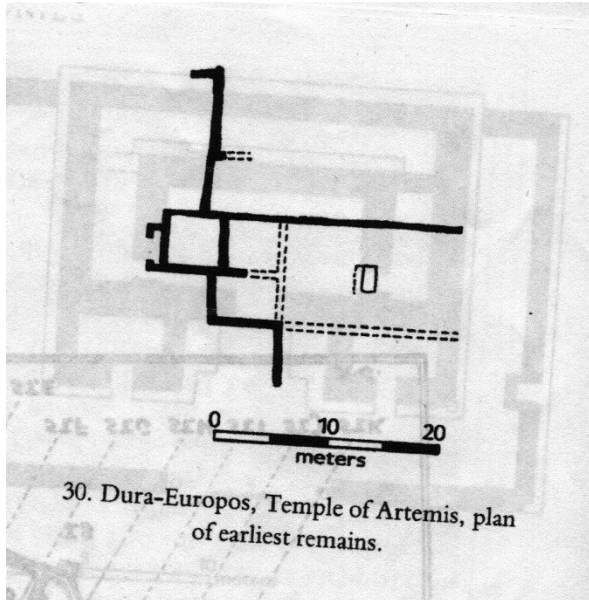 0 10 20
meters
30. Dura-Europos, Temple of Artemis, plan
of earliest remains.